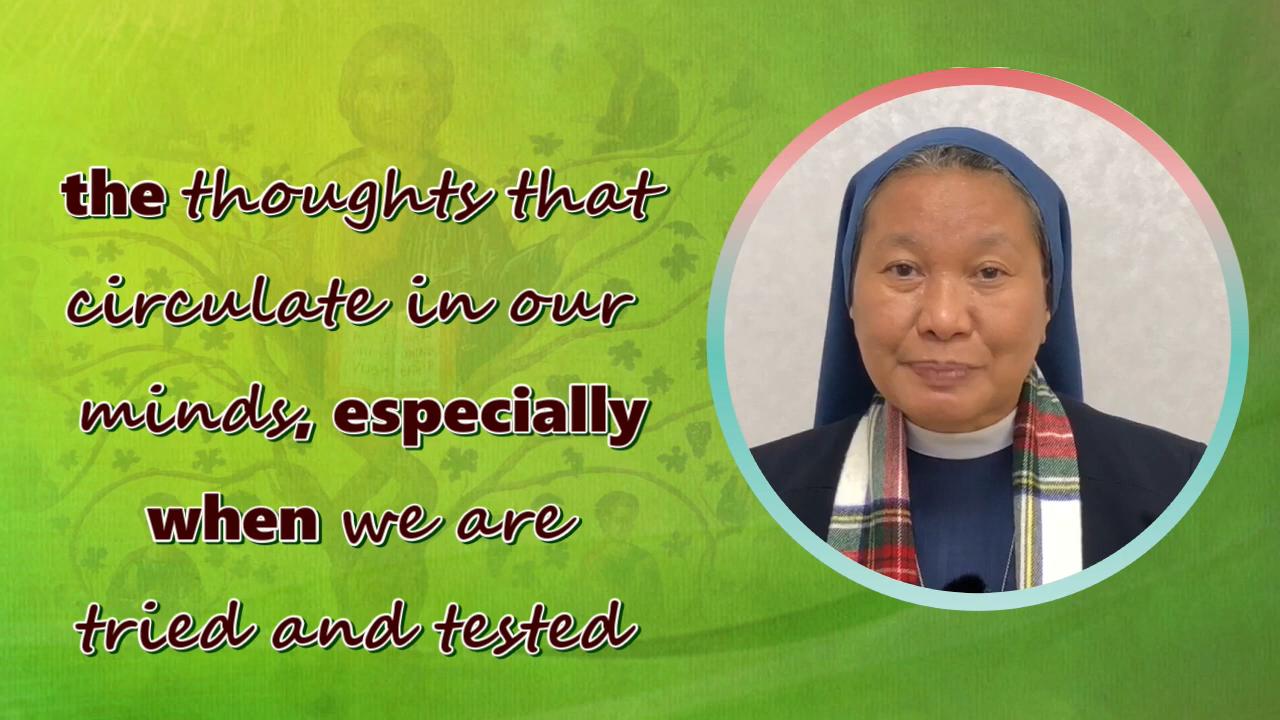 the thoughts that
circulate in our
minds, especially
when we are
tried and tested